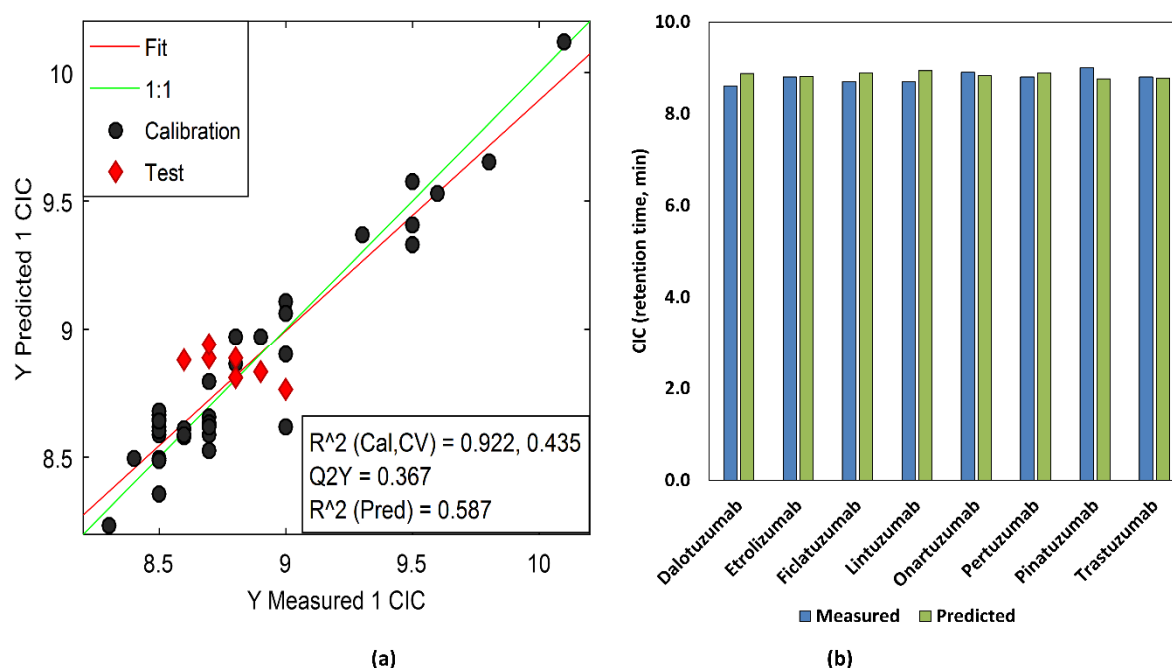 Fit
1:1
Calibration
Test
10
9.5
9
8.5
Y Predicted 1 CIC
R^2 (Cal,CV) = 0.922, 0.435
Q2Y = 0.367
R^2 (Pred) = 0.587
8.5 9 9.5 10
Y Measured 1 CIC
(a)
10.0
8.0
6.0
4.0
2.0
0.0
CIC (retention time, min)
Dalotuzumab
Etrolizumab
Ficlatuzumab
Lintuzumab
Onartuzumab
Pertuzumab
Pinatuzumab
Trastuzumab
Measured Predicted
(b)